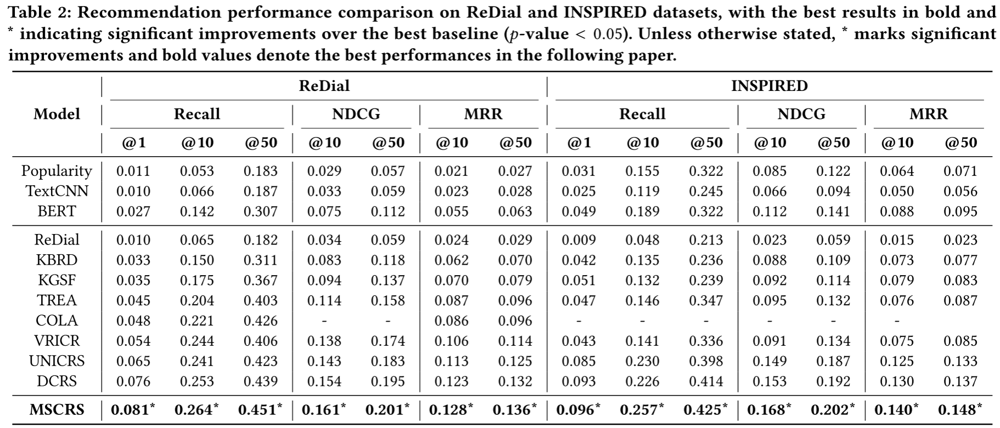 Table 2: Recommendation performance comparison on ReDial and INSPIRED datasets, with the best results in bold and
* indicating significant improvements over the best baseline (p-value < 0.05). Unless otherwise stated, * marks significant
improvements and bold values denote the best performances in the following paper.
ReDial INSPIRED
Model Recall NDCG MRR Recall NDCG MRR
@1 @10 @50 @10 @50 @10 @50 @1 @10 @50 @10 @50 @10 @50
Popularity 0.011 0.053 0.183 0.029 0.057 0.021 0.027 0.031 0.155 0.322 0.085 0.122 0.064 0.071
TextCNN 0.010 0.066 0.187 0.033 0.059 0.023 0.028 0.025 0.119 0.245 0.066 0.094 0.050 0.056
BERT 0.027 0.142 0.307 0.075 0.112 0.055 0.063 0.049 0.189 0.322 0.112 0.141 0.088 0.095
ReDial 0.010 0.065 0.182 0.034 0.059 0.024 0.029 0.009 0.048 0.213 0.023 0.059 0.015 0.023
KBRD 0.033 0.150 0.311 0.083 0.118 0.062 0.070 0.042 0.135 0.236 0.088 0.109 0.073 0.077
KGSF 0.035 0.175 0.367 0.094 0.137 0.070 0.079 0.051 0.132 0.239 0.092 0.114 0.079 0.083
TREA 0.045 0.204 0.403 0.114 0.158 0.087 0.096 0.047 0.146 0.347 0.095 0.132 0.076 0.087
COLA 0.048 0.221 0.426 - - 0.086 0.096 - - - - - -
VRICR 0.054 0.244 0.406 0.138 0.174 0.106 0.114 0.043 0.141 0.336 0.091 0.134 0.075 0.085
UNICRS 0.065 0.241 0.423 0.143 0.183 0.113 0.125 0.085 0.230 0.398 0.149 0.187 0.125 0.133
DCRS 0.076 0.253 0.439 0.154 0.195 0.123 0.132 0.093 0.226 0.414 0.153 0.192 0.130 0.137
MSCRS 0.081* 0.264* 0.451* 0.161* 0.201* 0.128* 0.136* 0.096* 0.257* 0.425* 0.168* 0.202* 0.140* 0.148*